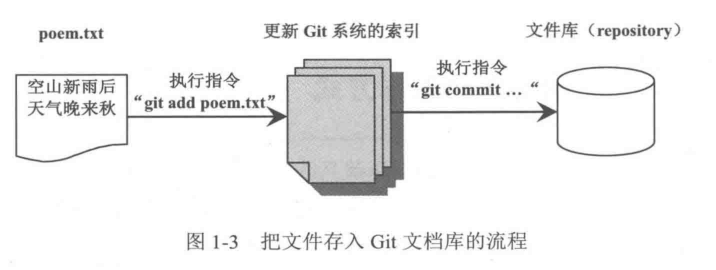 poem.txt
更新 Git 系统的索引
文件库（repository）
空山新雨后
天气晚来秋
执行指令
“git add poem.txt”
执行指令
“git commit … “
图 1-3 把文件存入 Git 文档库的流程